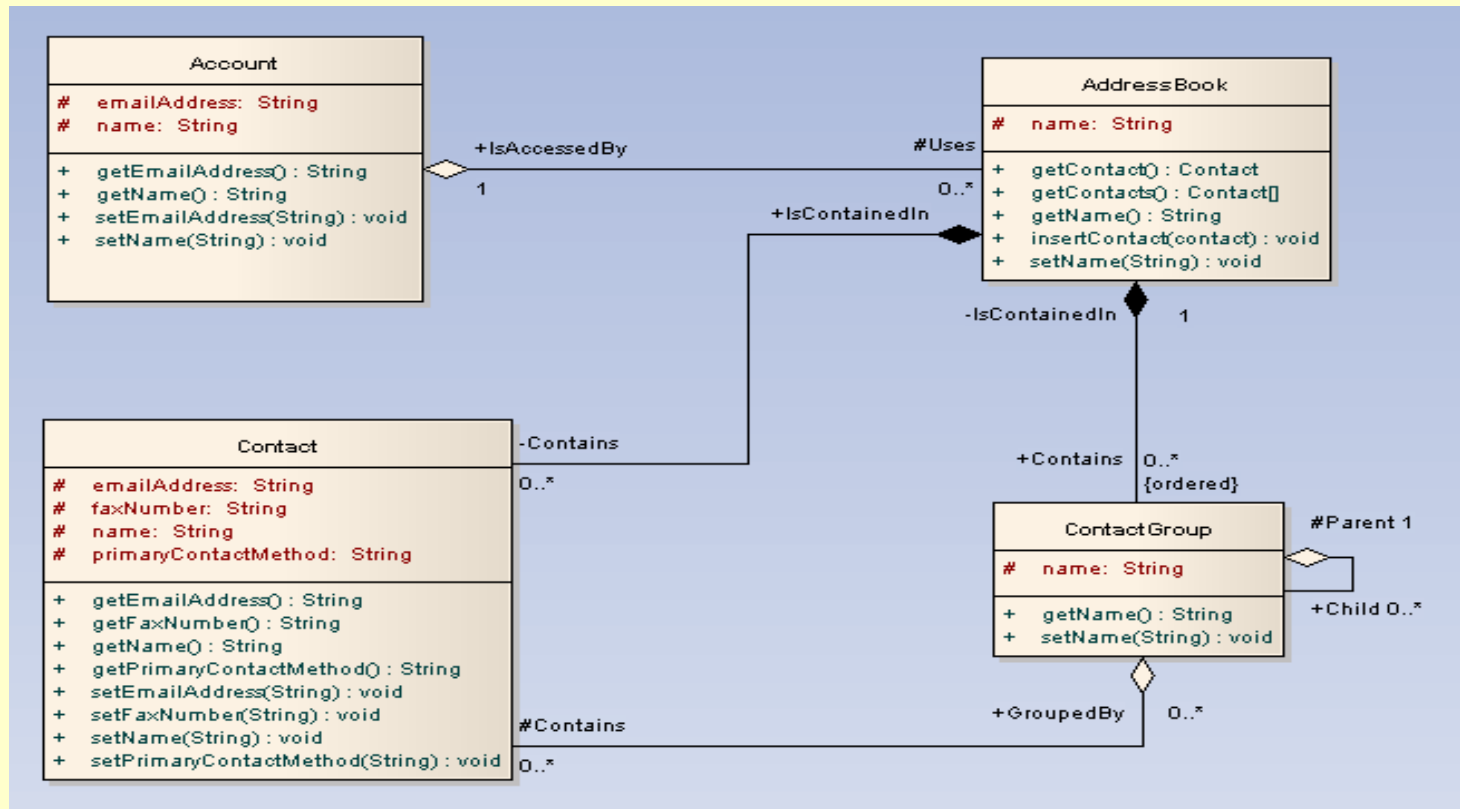 Account
# emailAddress: String
# name: String
+ getEmailAddress() : String
+ getName() : String
+ setEmailAddress(String) : void
+ setName(String) : void
+IsAccessedBy
1
#Uses
0..*
AddressBook
# name: String
+ getContact() : Contact
+ getContacts() : Contact[]
+ getName() : String
+ insertContact(contact) : void
+ setName(String) : void
+IsContainedIn
-IsContainedIn
1
Contact
# emailAddress: String
# faxNumber: String
# name: String
# primaryContactMethod: String
+ getEmailAddress() : String
+ getFaxNumber() : String
+ getName() : String
+ getPrimaryContactMethod() : String
+ setEmailAddress(String) : void
+ setFaxNumber(String) : void
+ setName(String) : void
+ setPrimaryContactMethod(String) : void
-Contains
0..*
+Contains
0..*
{ordered}
ContactGroup
# name: String
+ getName() : String
+ setName(String) : void
#Parent 1
+Child 0..*
+GroupedBy
0..*
#Contains
0..*